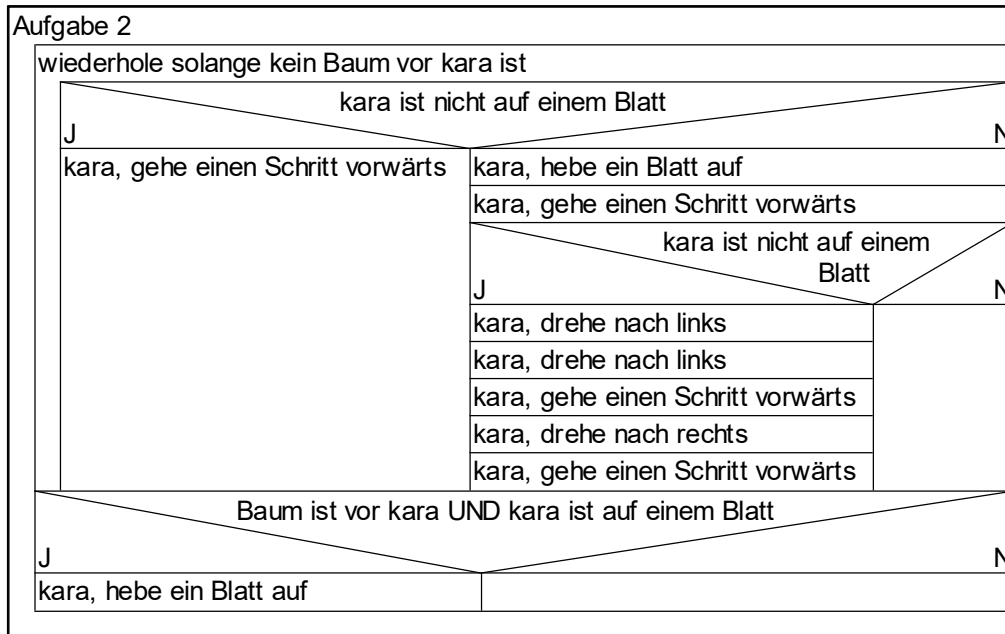 Aufgabe 2
wiederhole solange kein Baum vor kara ist
kara ist nicht auf einem Blatt
J
N
kara, gehe einen Schritt vorwärts
kara, hebe ein Blatt auf
kara, gehe einen Schritt vorwärts
kara ist nicht auf einem
Blatt
J
N
kara, drehe nach links
kara, drehe nach links
kara, gehe einen Schritt vorwärts
kara, drehe nach rechts
kara, gehe einen Schritt vorwärts
Baum ist vor kara UND kara ist auf einem Blatt
J
N
kara, hebe ein Blatt auf